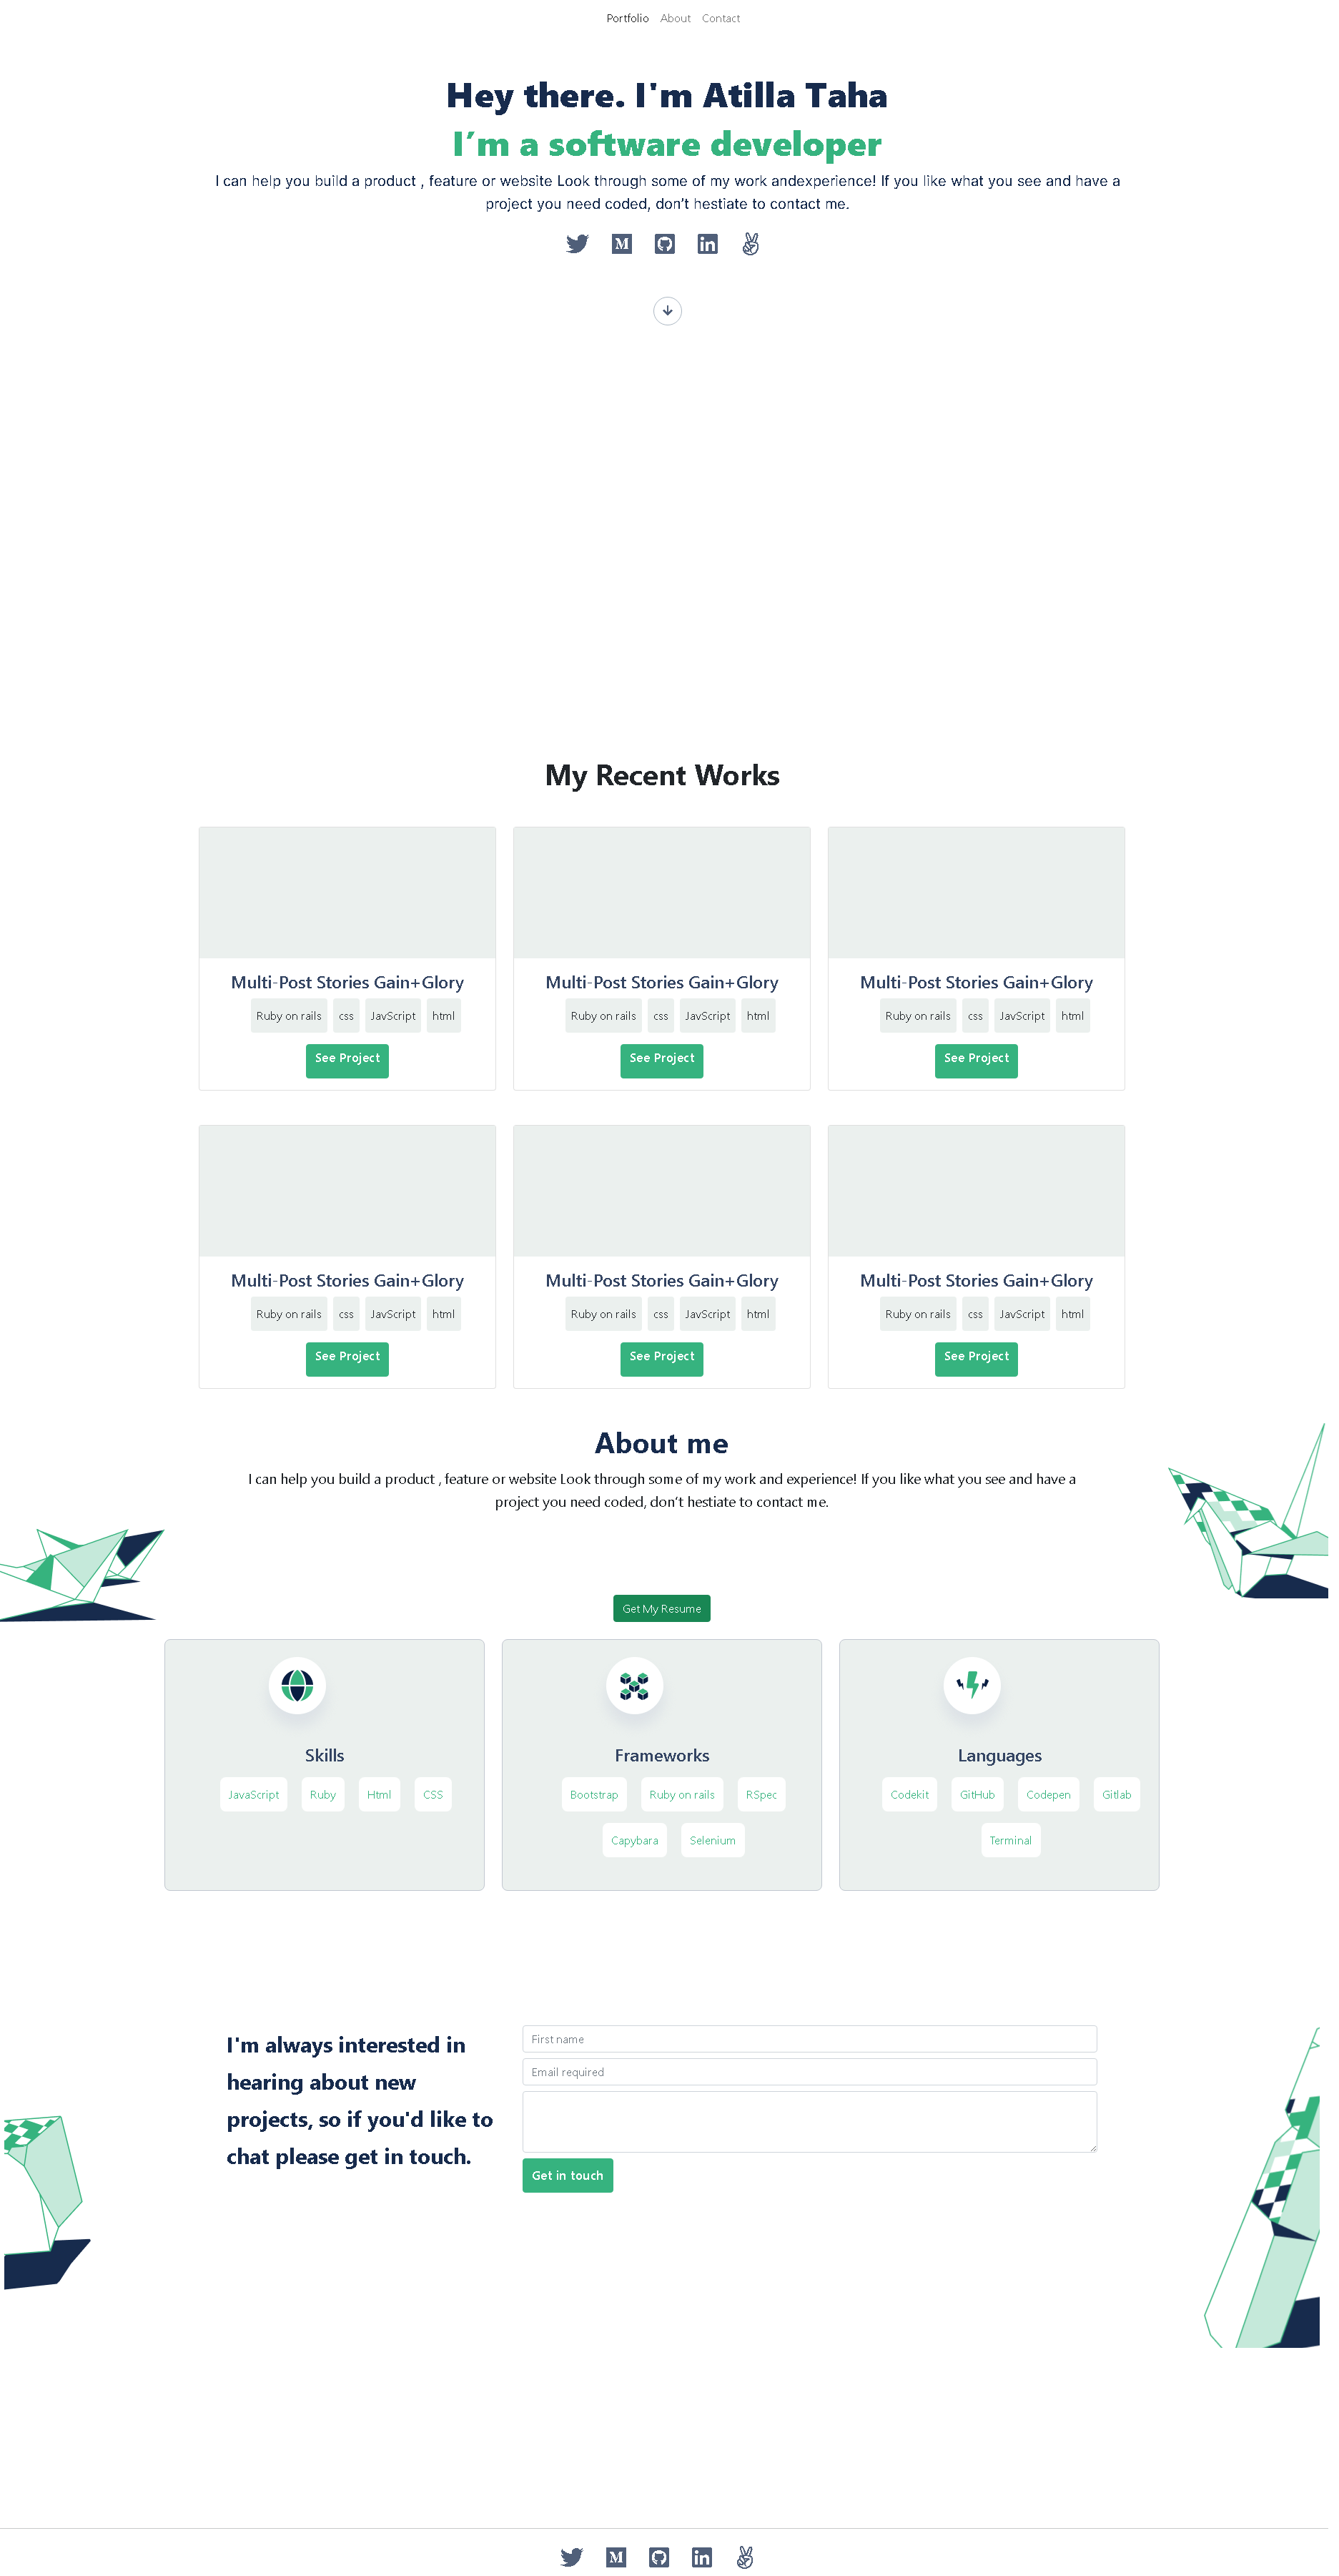 Portfolio About Contact
Hey there. I'm Atilla Taha
I’m a software developer
I can help you build a product , feature or website Look through some of my work andexperience! If you like what you see and have a
project you need coded, don’t hestiate to contact me.
My Recent Works
Multi-Post Stories Gain+Glory
Ruby on rails css JavScript html
See Project
Multi-Post Stories Gain+Glory
Ruby on rails css JavScript html
See Project
Multi-Post Stories Gain+Glory
Ruby on rails css JavScript html
See Project
Multi-Post Stories Gain+Glory
Ruby on rails css JavScript html
See Project
Multi-Post Stories Gain+Glory
Ruby on rails css JavScript html
See Project
Multi-Post Stories Gain+Glory
Ruby on rails css JavScript html
See Project
About me
I can help you build a product , feature or website Look through some of my work and experience! If you like what you see and have a
project you need coded, don’t hestiate to contact me.
Get My Resume
Skills
JavaScript Ruby Html CSS
Frameworks
Bootstrap Ruby on rails RSpec
Capybara Selenium
Languages
Codekit GitHub Codepen Gitlab
Terminal
I'm always interested in
hearing about new
projects, so if you'd like to
chat please get in touch.
First name
Email required
Get in touch